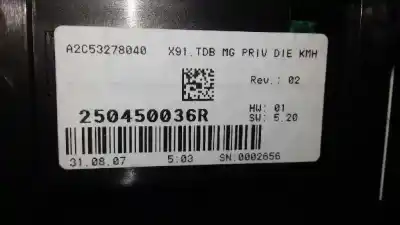 A2C53278040 X91.TDB MG PRIV DIE KMH
Rev.: 02
250450036R
HW: 01
SW: 5.20
31.08.07 5:03 SN:0002656